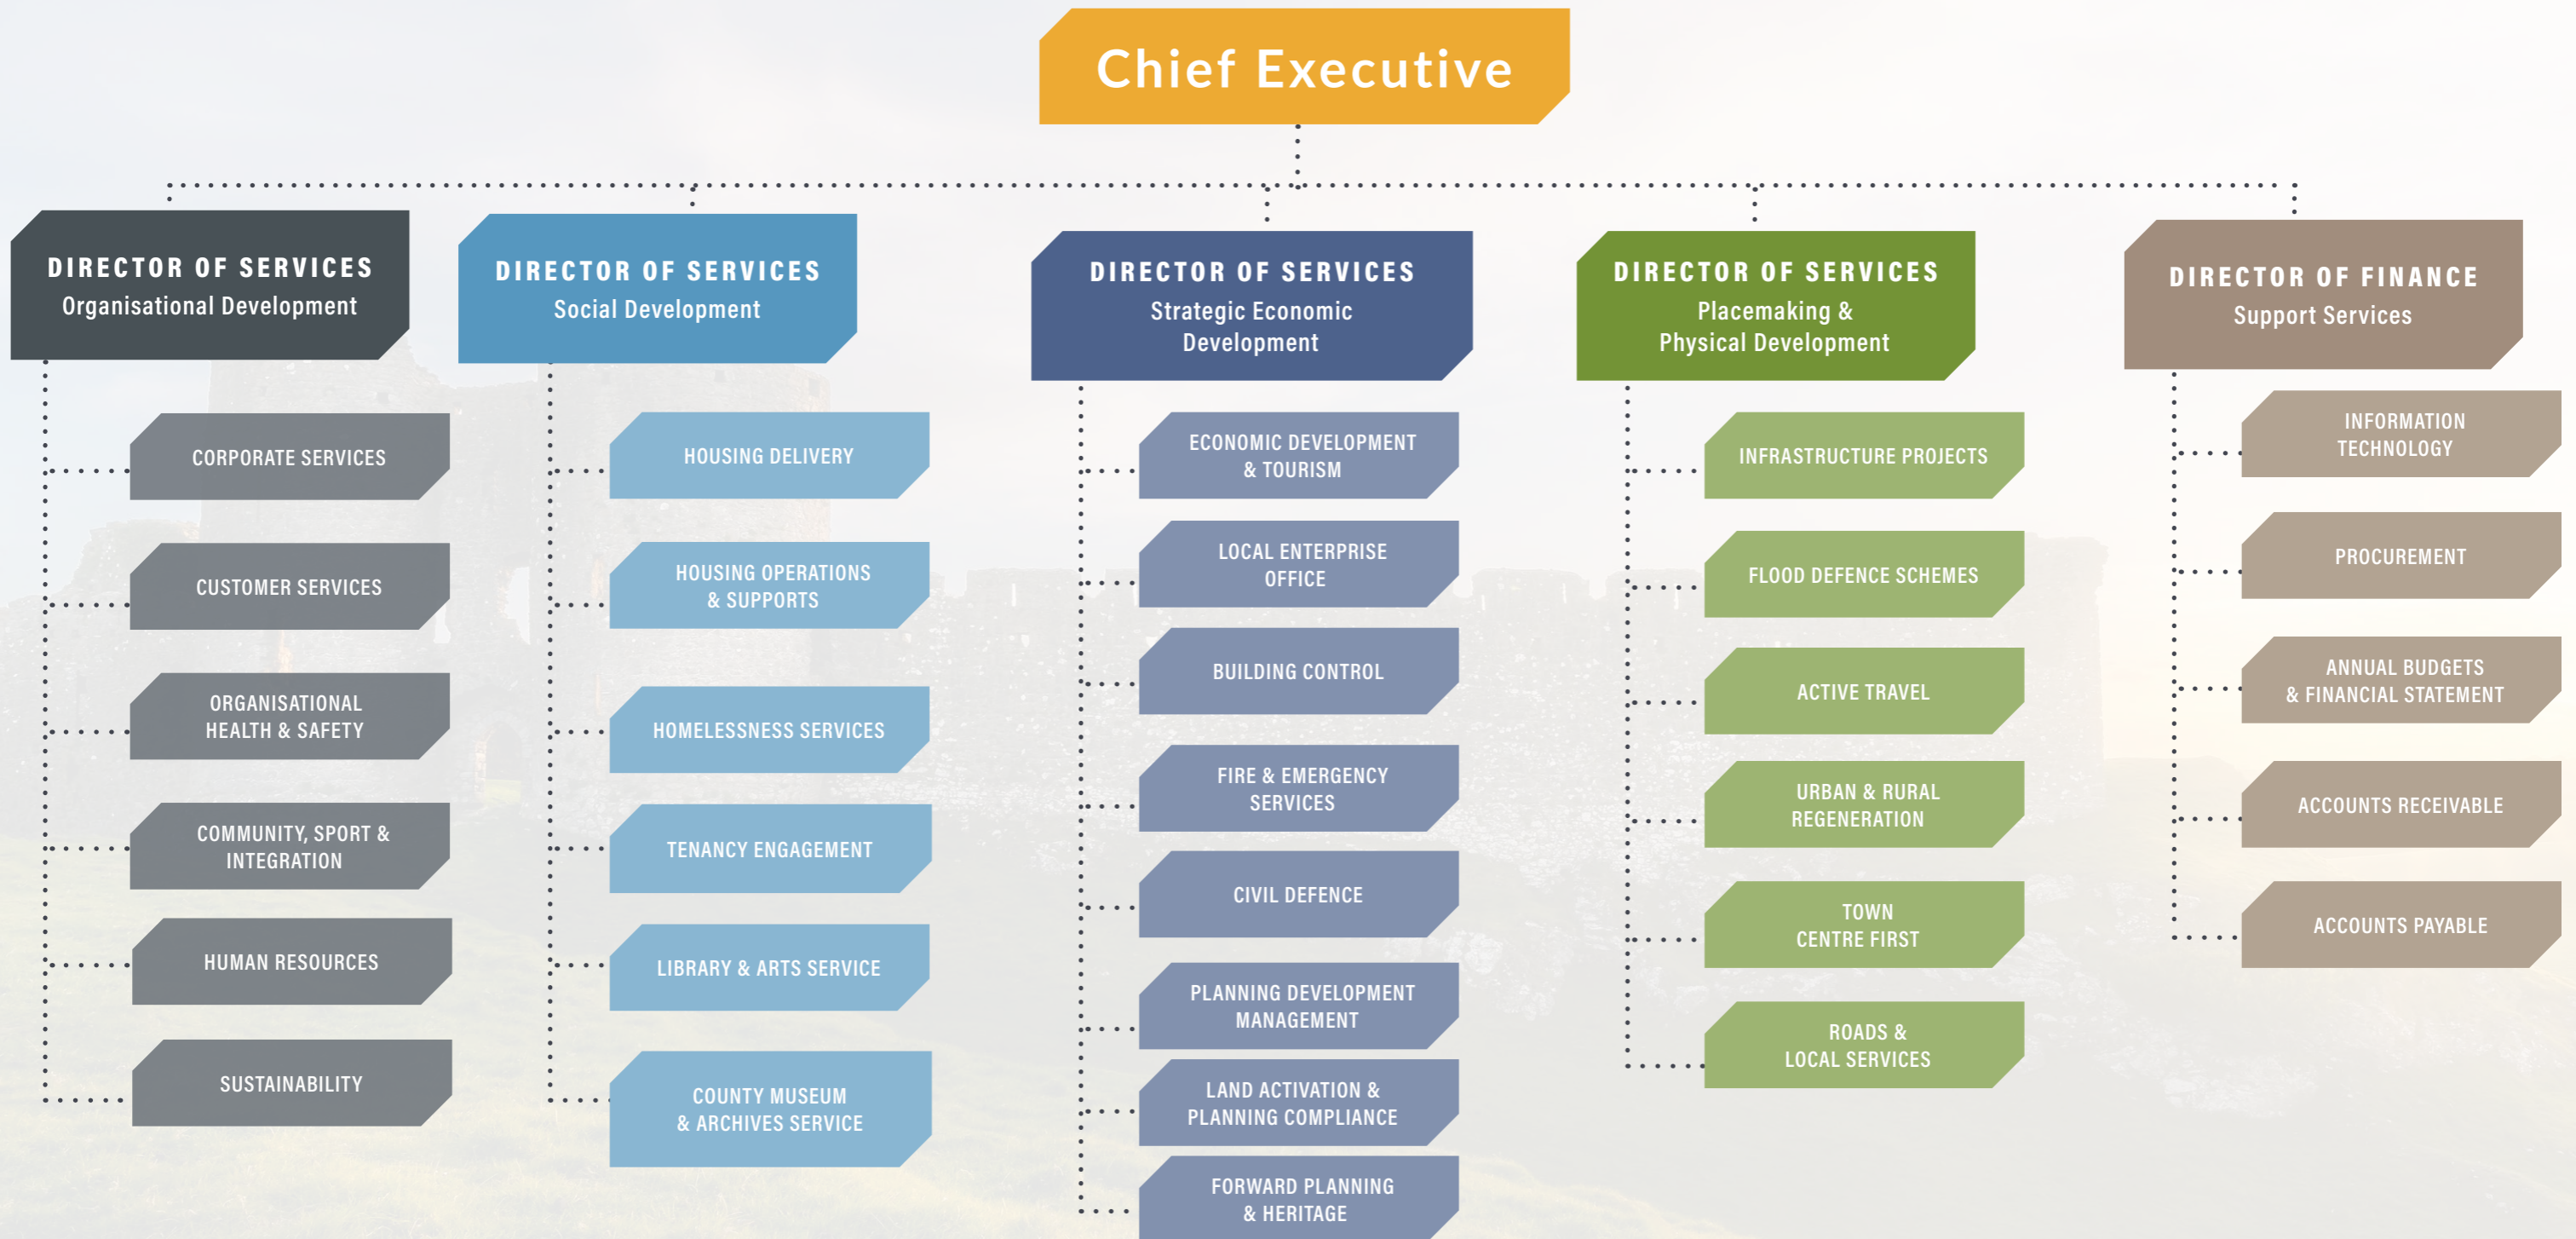 Chief Executive
DIRECTOR OF SERVICES
Organisational Development
CORPORATE SERVICES
CUSTOMER SERVICES
ORGANISATIONAL
HEALTH & SAFETY
COMMUNITY, SPORT &
INTEGRATION
HUMAN RESOURCES
SUSTAINABILITY
DIRECTOR OF SERVICES
Social Development
HOUSING DELIVERY
HOUSING OPERATIONS
& SUPPORTS
HOMELESSNESS SERVICES
TENANCY ENGAGEMENT
LIBRARY & ARTS SERVICE
COUNTY MUSEUM
& ARCHIVES SERVICE
DIRECTOR OF SERVICES
Strategic Economic
Development
ECONOMIC DEVELOPMENT
& TOURISM
LOCAL ENTERPRISE
OFFICE
BUILDING CONTROL
FIRE & EMERGENCY
SERVICES
CIVIL DEFENCE
PLANNING DEVELOPMENT
MANAGEMENT
LAND ACTIVATION &
PLANNING COMPLIANCE
FORWARD PLANNING
& HERITAGE
DIRECTOR OF SERVICES
Placemaking &
Physical Development
INFRASTRUCTURE PROJECTS
FLOOD DEFENCE SCHEMES
ACTIVE TRAVEL
URBAN & RURAL
REGENERATION
TOWN
CENTRE FIRST
ROADS &
LOCAL SERVICES
DIRECTOR OF FINANCE
Support Services
INFORMATION
TECHNOLOGY
PROCUREMENT
ANNUAL BUDGETS
& FINANCIAL STATEMENT
ACCOUNTS RECEIVABLE
ACCOUNTS PAYABLE